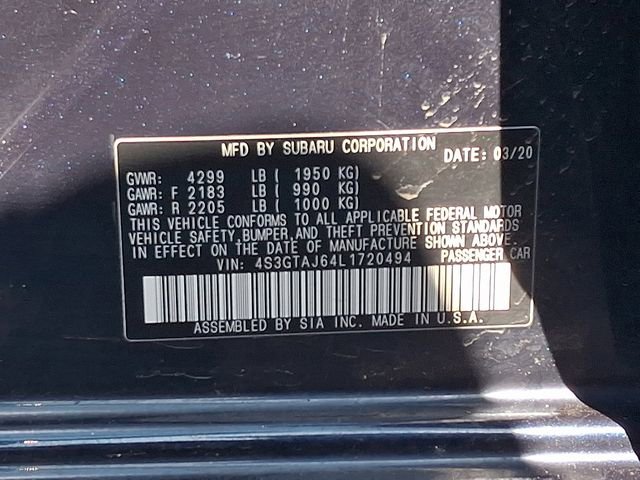 MFD BY SUBARU CORPORATION
DATE: 03/20
GVWR: 4299 LB ( 1950 KG)
GAWR: F 2183 LB ( 990 KG)
GAWR: R 2205 LB ( 1000 KG)
THIS VEHICLE CONFORMS TO ALL APPLICABLE FEDERAL MOTOR
VEHICLE SAFETY,BUMPER,AND THEFT PREVENTION STANDARDS
IN EFFECT ON THE DATE OF MANUFACTURE SHOWN ABOVE.
VIN: 4S3GTAJ64L1720494 PASSENGER CAR
ASSEMBLED BY SIA INC. MADE IN U.S.A.